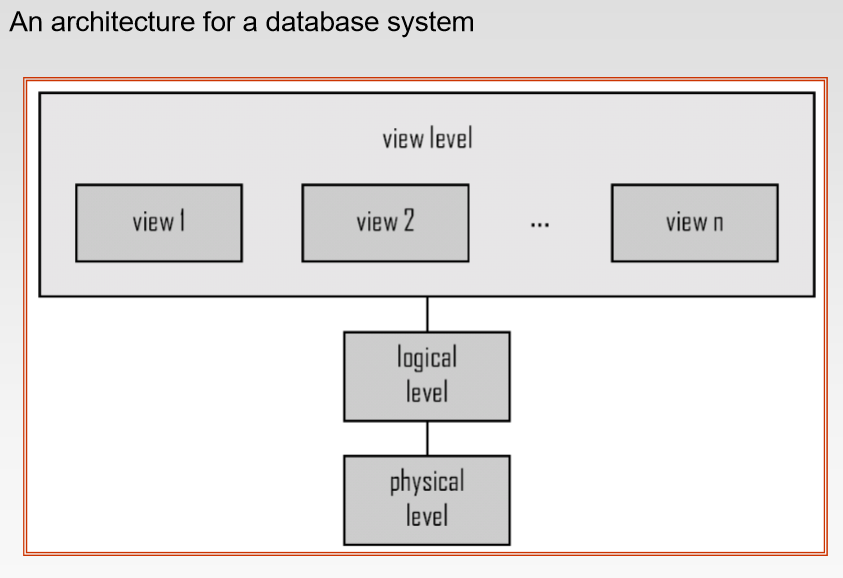 An architecture for a database system
view level
view 1
view 2
...
view n
logical
level
physical
level